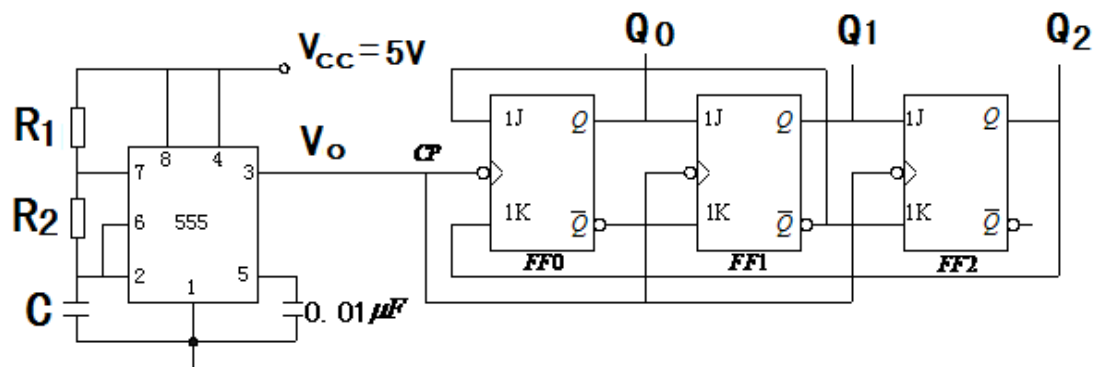 Q0 Q1 Q2
VCC=5V
1J Q 1J Q 1J Q
R1
8 4
Vo CP
7 3
R2
6 555
1K Q̅ 1K Q̅ 1K Q̅
FF0 FF1 FF2
2 5
1
C 0.01μF